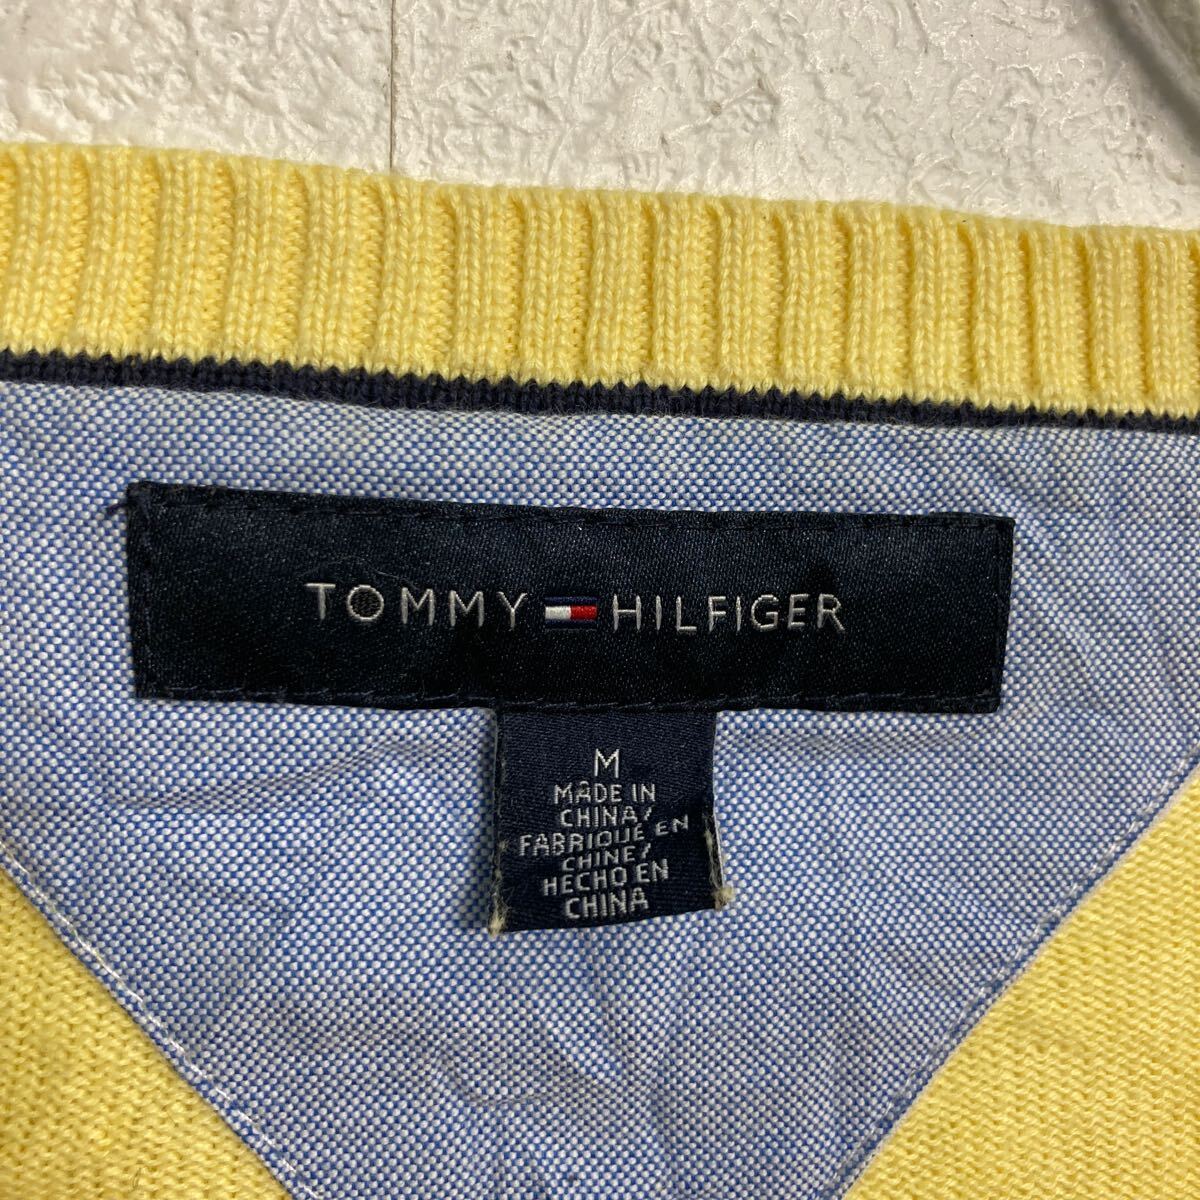 TOMMY HILFIGER
M
MADE IN
CHINA/
FABRIQUÉ EN
CHINE/
HECHO EN
CHINA